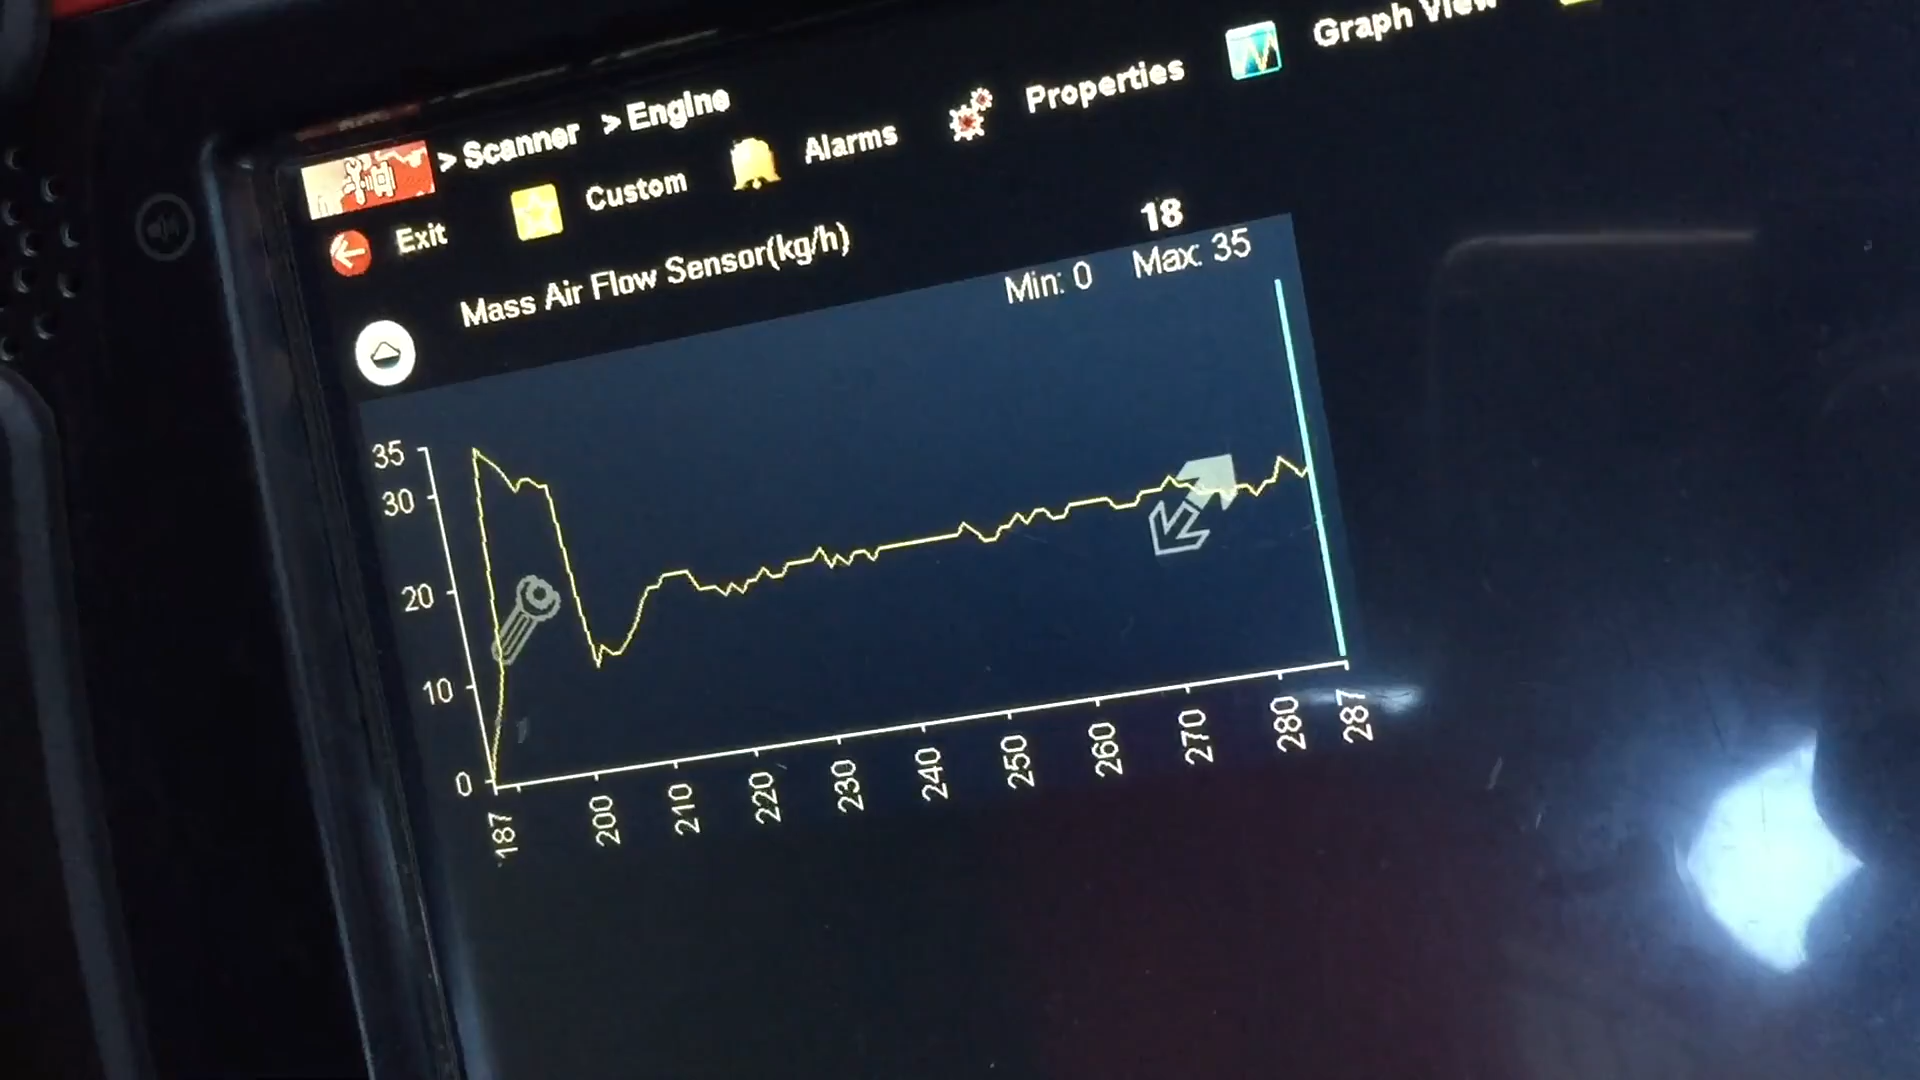 > Scanner > Engine
Exit Custom Alarms Properties Graph View
Mass Air Flow Sensor(kg/h) 18
Min: 0 Max: 35
35
30
20
10
0
187 200 210 220 230 240 250 260 270 280 287